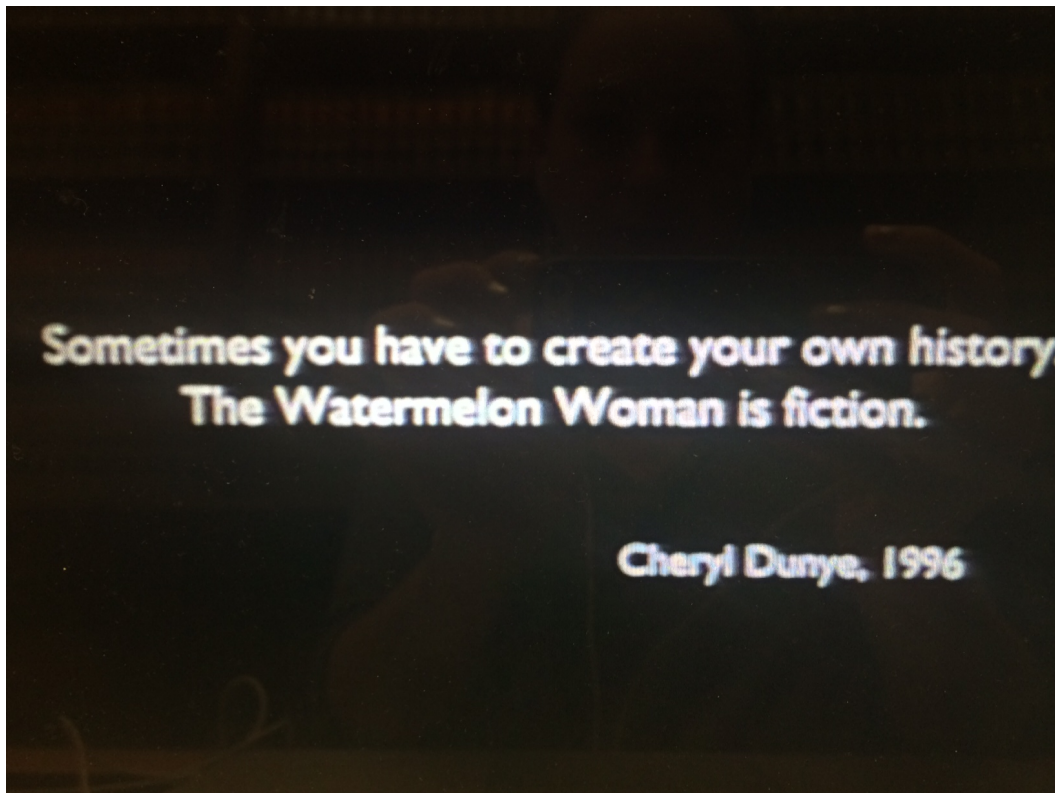 Sometimes you have to create your own history
The Watermelon Woman is fiction.
Cheryl Dunye, 1996